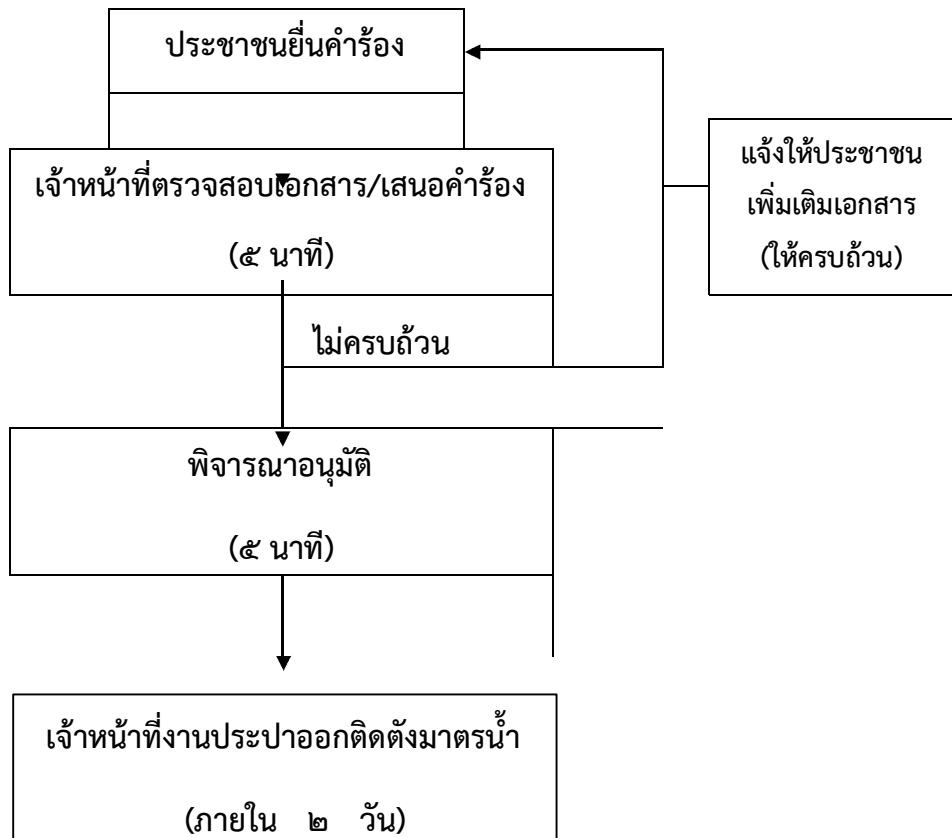 ประชาชนยื่นคำร้อง
เจ้าหน้าที่ตรวจสอบเอกสาร/เสนอคำร้อง
(๕ นาที)
แจ้งให้ประชาชน
เพิ่มเติมเอกสาร
(ให้ครบถ้วน)
ไม่ครบถ้วน
พิจารณาอนุมัติ
(๕ นาที)
เจ้าหน้าที่งานประปาออกติดตังมาตรน้ำ
(ภายใน ๒ วัน)